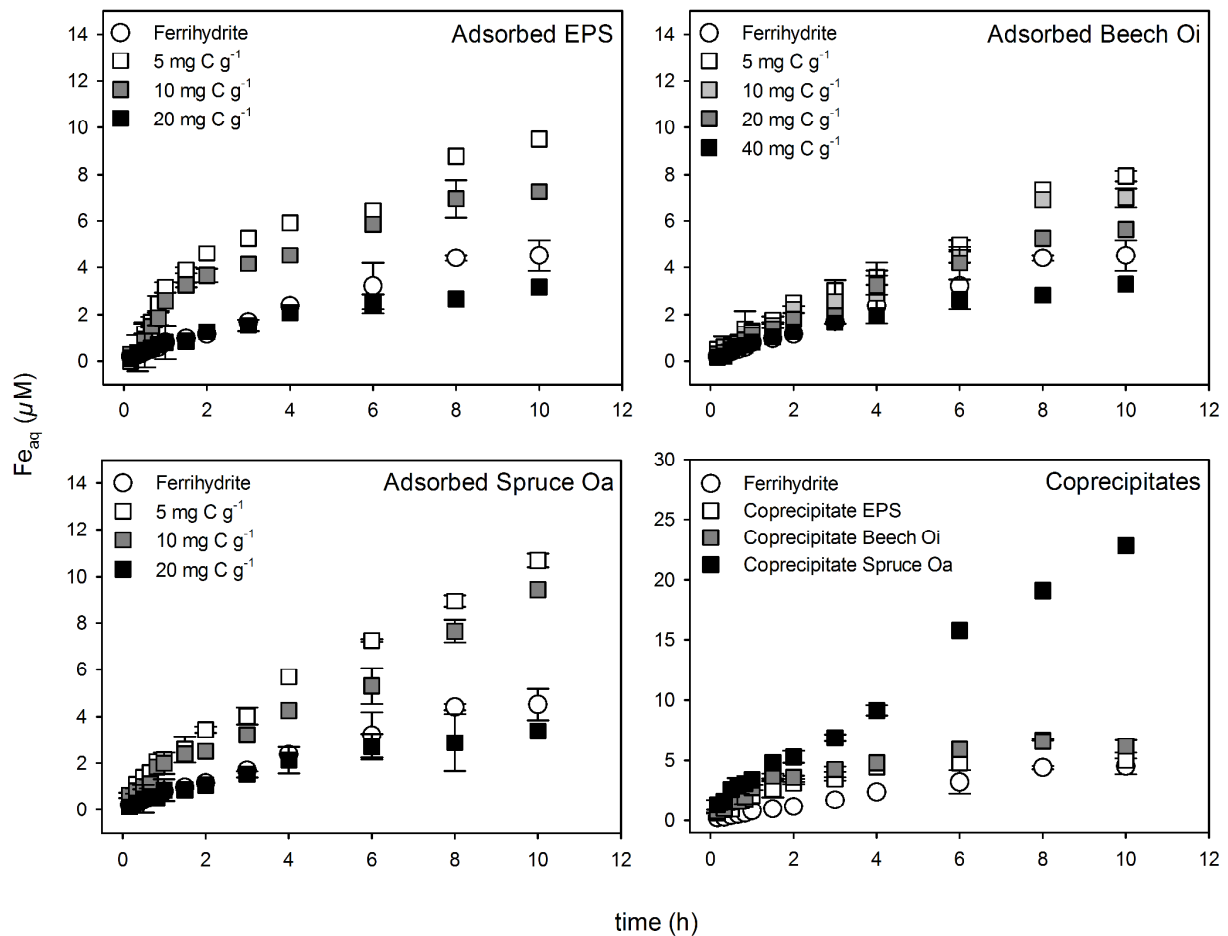 Adsorbed EPS
Ferrihydrite
5 mg C g⁻¹
10 mg C g⁻¹
20 mg C g⁻¹
14
12
10
8
6
4
2
0
0 2 4 6 8 10 12
Adsorbed Beech Oi
Ferrihydrite
5 mg C g⁻¹
10 mg C g⁻¹
20 mg C g⁻¹
40 mg C g⁻¹
14
12
10
8
6
4
2
0
0 2 4 6 8 10 12
Fe_aq (µM)
Adsorbed Spruce Oa
Ferrihydrite
5 mg C g⁻¹
10 mg C g⁻¹
20 mg C g⁻¹
14
12
10
8
6
4
2
0
0 2 4 6 8 10 12
Coprecipitates
Ferrihydrite
Coprecipitate EPS
Coprecipitate Beech Oi
Coprecipitate Spruce Oa
30
25
20
15
10
5
0
0 2 4 6 8 10 12
time (h)